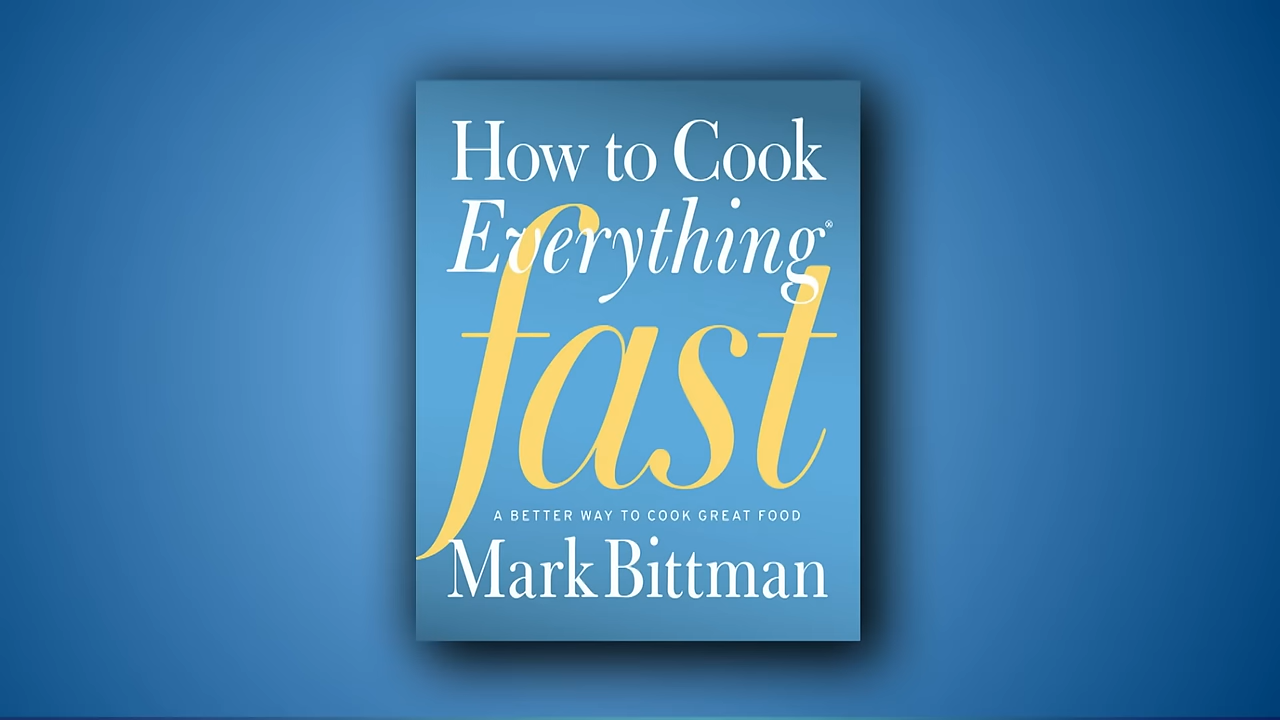 How to Cook
Everything®
fast
A BETTER WAY TO COOK GREAT FOOD
Mark Bittman